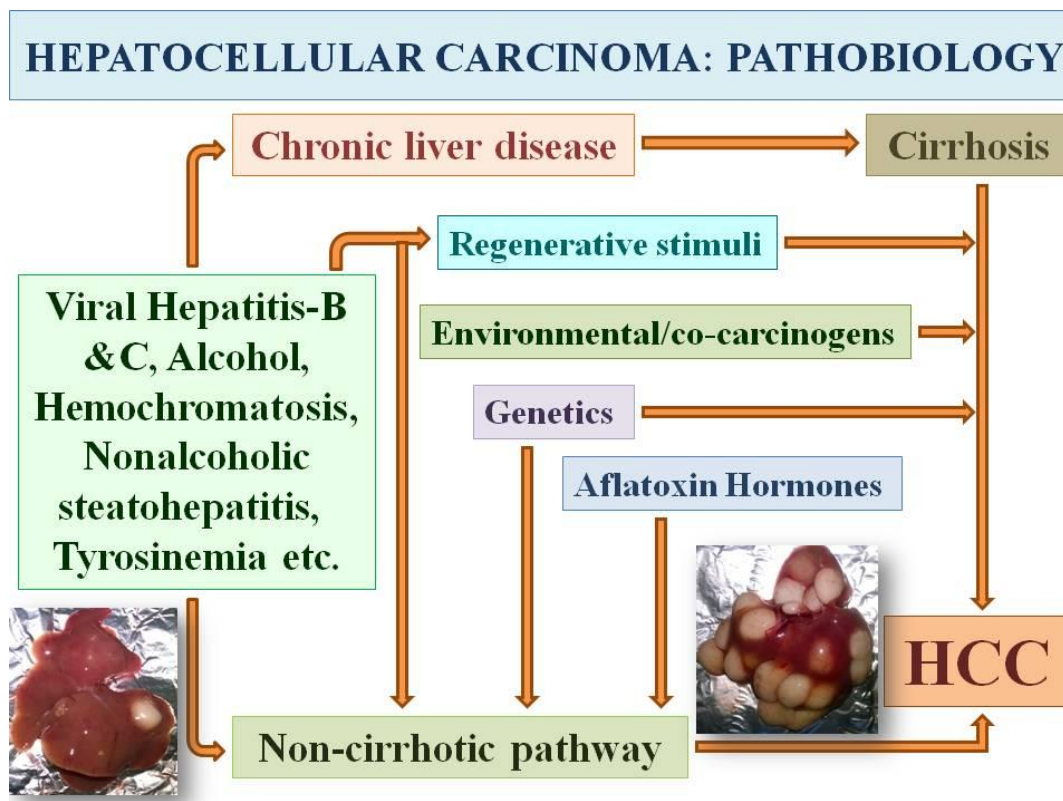 HEPATOCELLULAR CARCINOMA: PATHOBIOLOGY
Chronic liver disease
Cirrhosis
Regenerative stimuli
Viral Hepatitis-B
&C, Alcohol,
Hemochromatosis,
Nonalcoholic
steatohepatitis,
Tyrosinemia etc.
Environmental/co-carcinogens
Genetics
Aflatoxin Hormones
HCC
Non-cirrhotic pathway